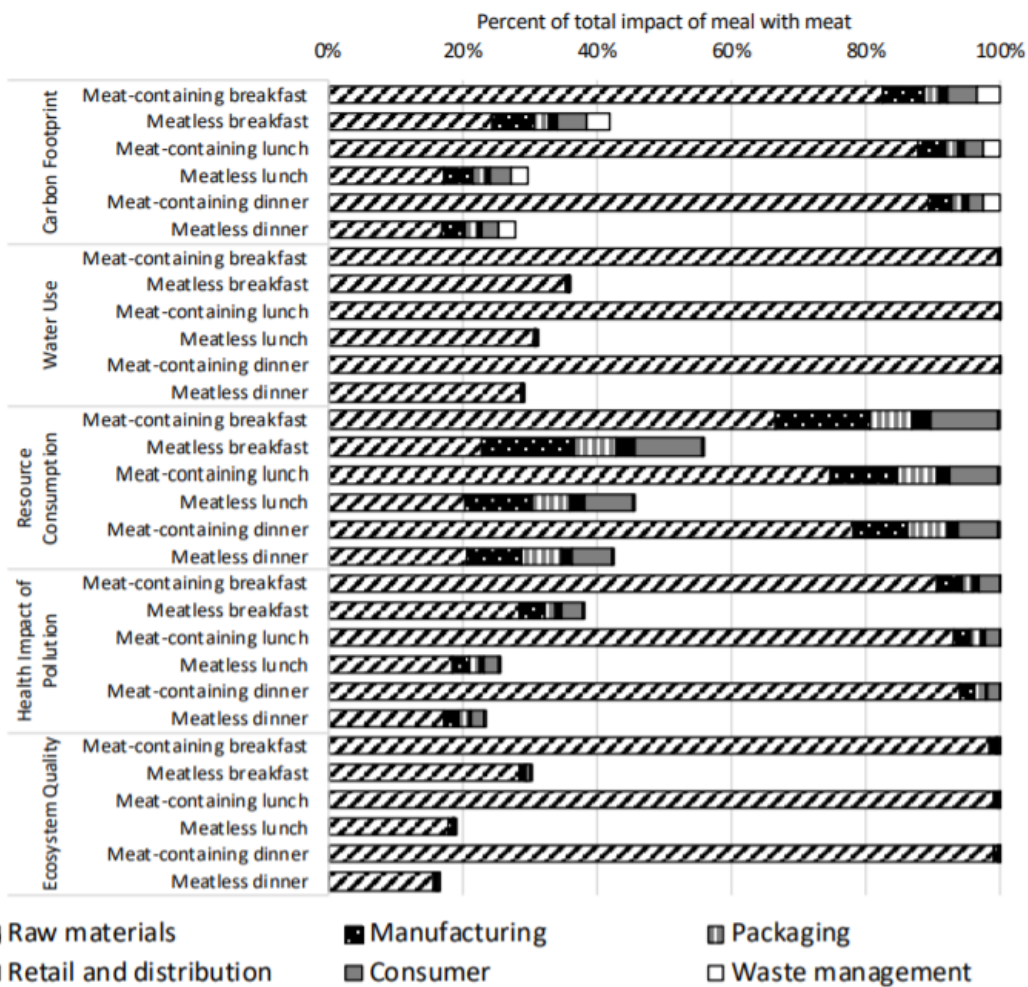 Percent of total impact of meal with meat
0% 20% 40% 60% 80% 100%
Carbon Footprint
Meat-containing breakfast
Meatless breakfast
Meat-containing lunch
Meatless lunch
Meat-containing dinner
Meatless dinner
Water Use
Meat-containing breakfast
Meatless breakfast
Meat-containing lunch
Meatless lunch
Meat-containing dinner
Meatless dinner
Resource
Consumption
Meat-containing breakfast
Meatless breakfast
Meat-containing lunch
Meatless lunch
Meat-containing dinner
Meatless dinner
Health Impact of
Pollution
Meat-containing breakfast
Meatless breakfast
Meat-containing lunch
Meatless lunch
Meat-containing dinner
Meatless dinner
Ecosystem Quality
Meat-containing breakfast
Meatless breakfast
Meat-containing lunch
Meatless lunch
Meat-containing dinner
Meatless dinner
Raw materials Manufacturing Packaging
Retail and distribution Consumer Waste management